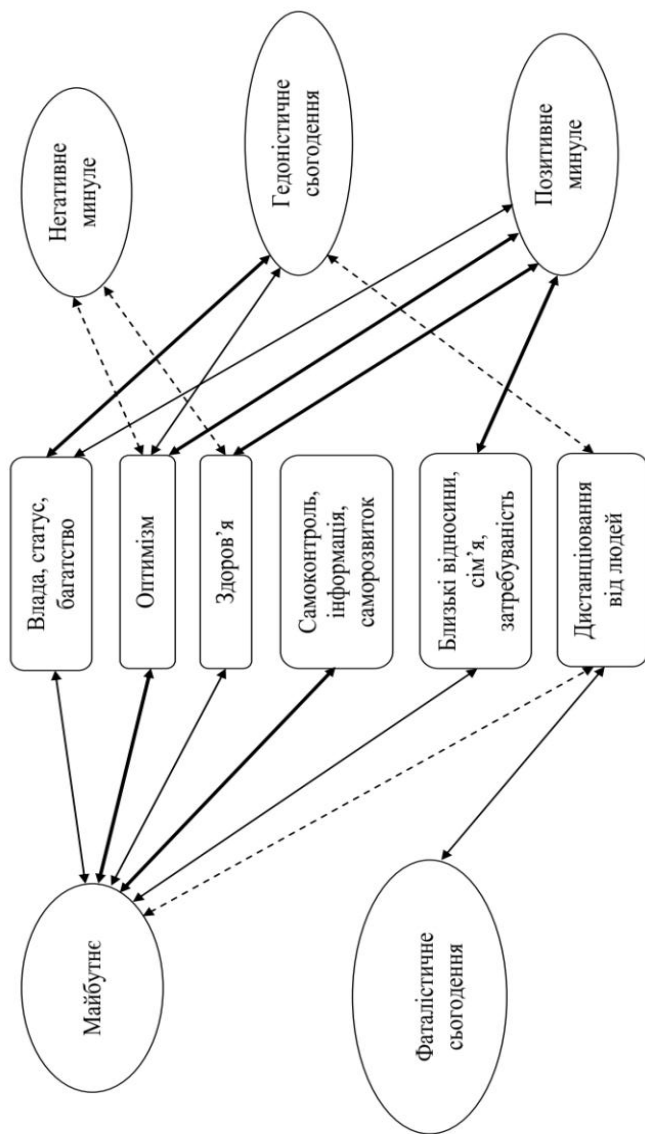 Негативне
минуле
Гедоністичне
сьогодення
Позитивне
минуле
Влада, статус,
багатство
Оптимізм
Здоров’я
Самоконтроль,
інформація,
саморозвиток
Близькі відносини,
сім’я,
затребуваність
Дистанціювання
від людей
Майбутнє
Фаталістичне
сьогодення